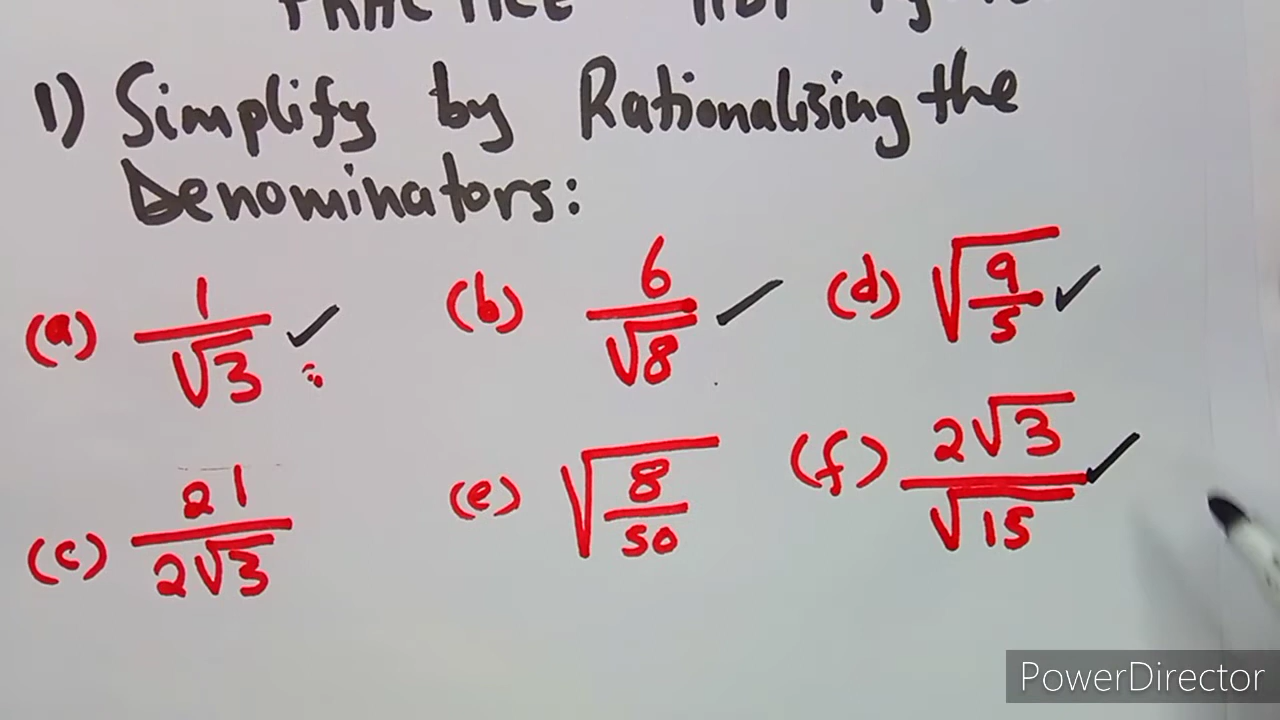 PRACTICE
1) Simplify by Rationalising the
Denominators:
(a) 1/√3 ✓ (b) 6/√8 ✓ (d) √(9/5) ✓
(c) 21/2√3 (e) √(8/50) (f) 2√3/√15 ✓
PowerDirector